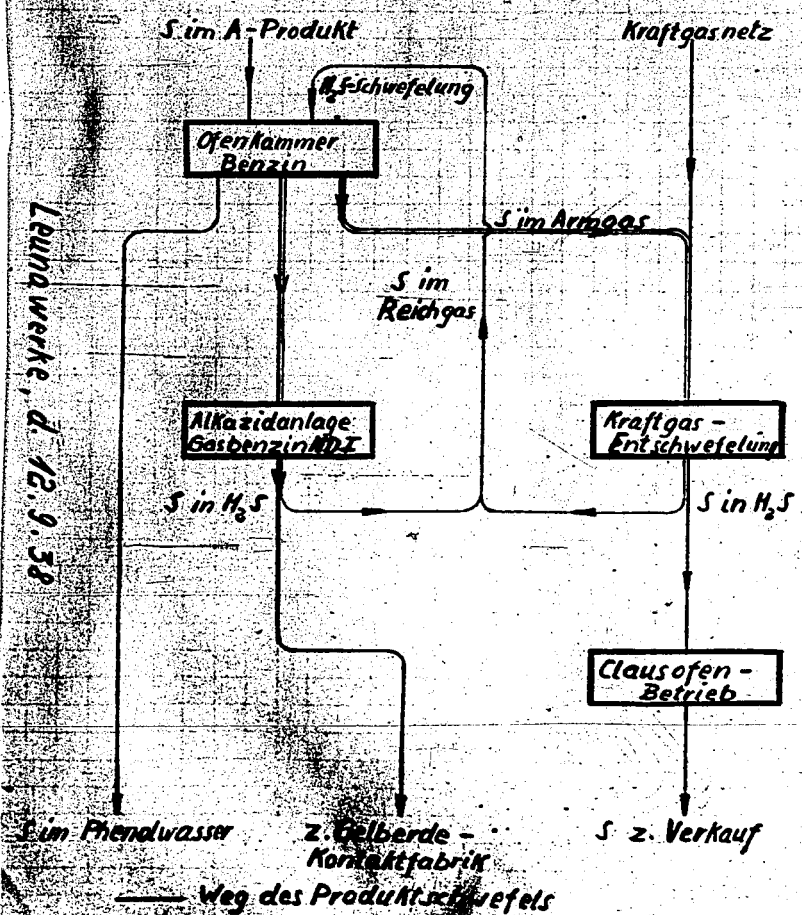 S im A-Produkt
Kraftgasnetz
H₂S-Schwefelung
Ofenkammer
Benzin
S im Armgas
S im
Reichgas
Leunawerke, d. 12.9.38
Alkazidanlage
Gasbenzin ND-I
Kraftgas -
Entschwefelung
S in H₂S
S in H₂S
Clausofen -
Betrieb
S im Phenolwasser
z. Gelberde -
Kontaktfabrik
S z. Verkauf
Weg des Produktschwefels